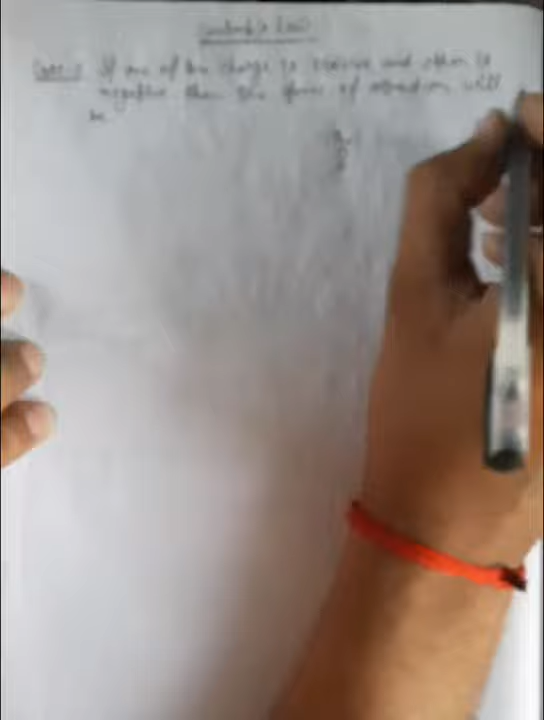 Coulomb's Law
Case-: If one of the charge is positive and other is
negative then the force of attraction will
be